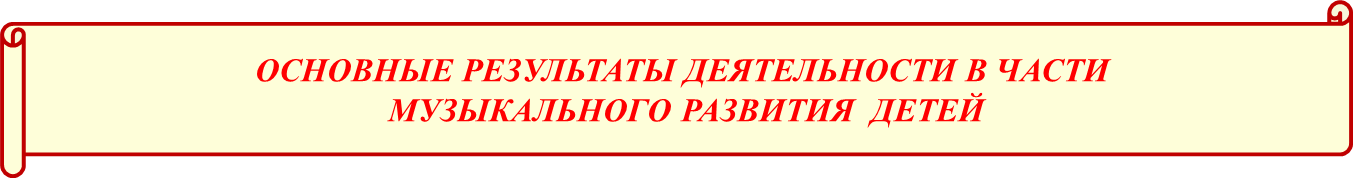 ОСНОВНЫЕ РЕЗУЛЬТАТЫ ДЕЯТЕЛЬНОСТИ В ЧАСТИ
МУЗЫКАЛЬНОГО РАЗВИТИЯ ДЕТЕЙ